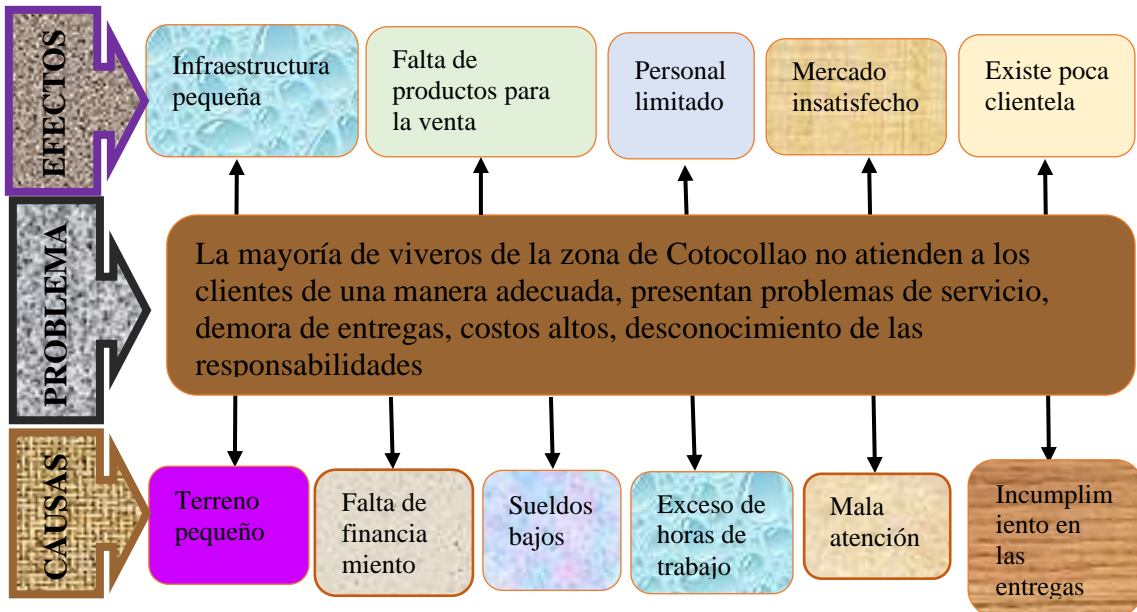 EFECTOS
Infraestructura
pequeña
Falta de
productos para
la venta
Personal
limitado
Mercado
insatisfecho
Existe poca
clientela
PROBLEMA
La mayoría de viveros de la zona de Cotocollao no atienden a los
clientes de una manera adecuada, presentan problemas de servicio,
demora de entregas, costos altos, desconocimiento de las
responsabilidades
CAUSAS
Terreno
pequeño
Falta de
financia
miento
Sueldos
bajos
Exceso de
horas de
trabajo
Mala
atención
Incumplim
iento en
las
entregas